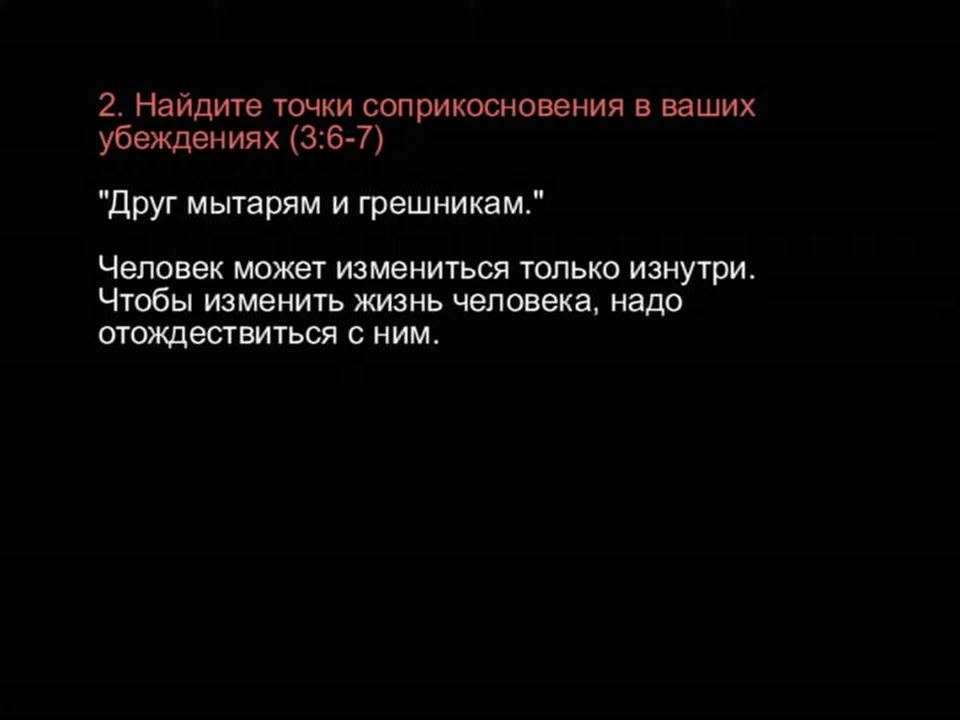 2. Найдите точки соприкосновения в ваших
убеждениях (3:6-7)
"Друг мытарям и грешникам."
Человек может измениться только изнутри.
Чтобы изменить жизнь человека, надо
отождествиться с ним.